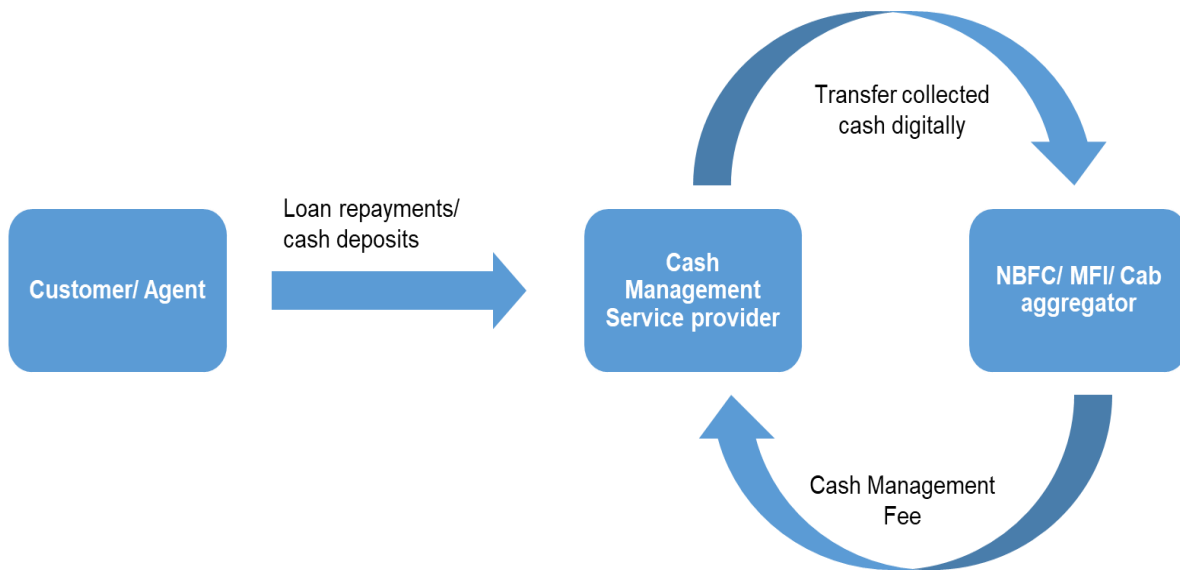 Transfer collected
cash digitally
Loan repayments/
cash deposits
Customer/ Agent
Cash
Management
Service provider
NBFC/ MFI/ Cab
aggregator
Cash Management
Fee